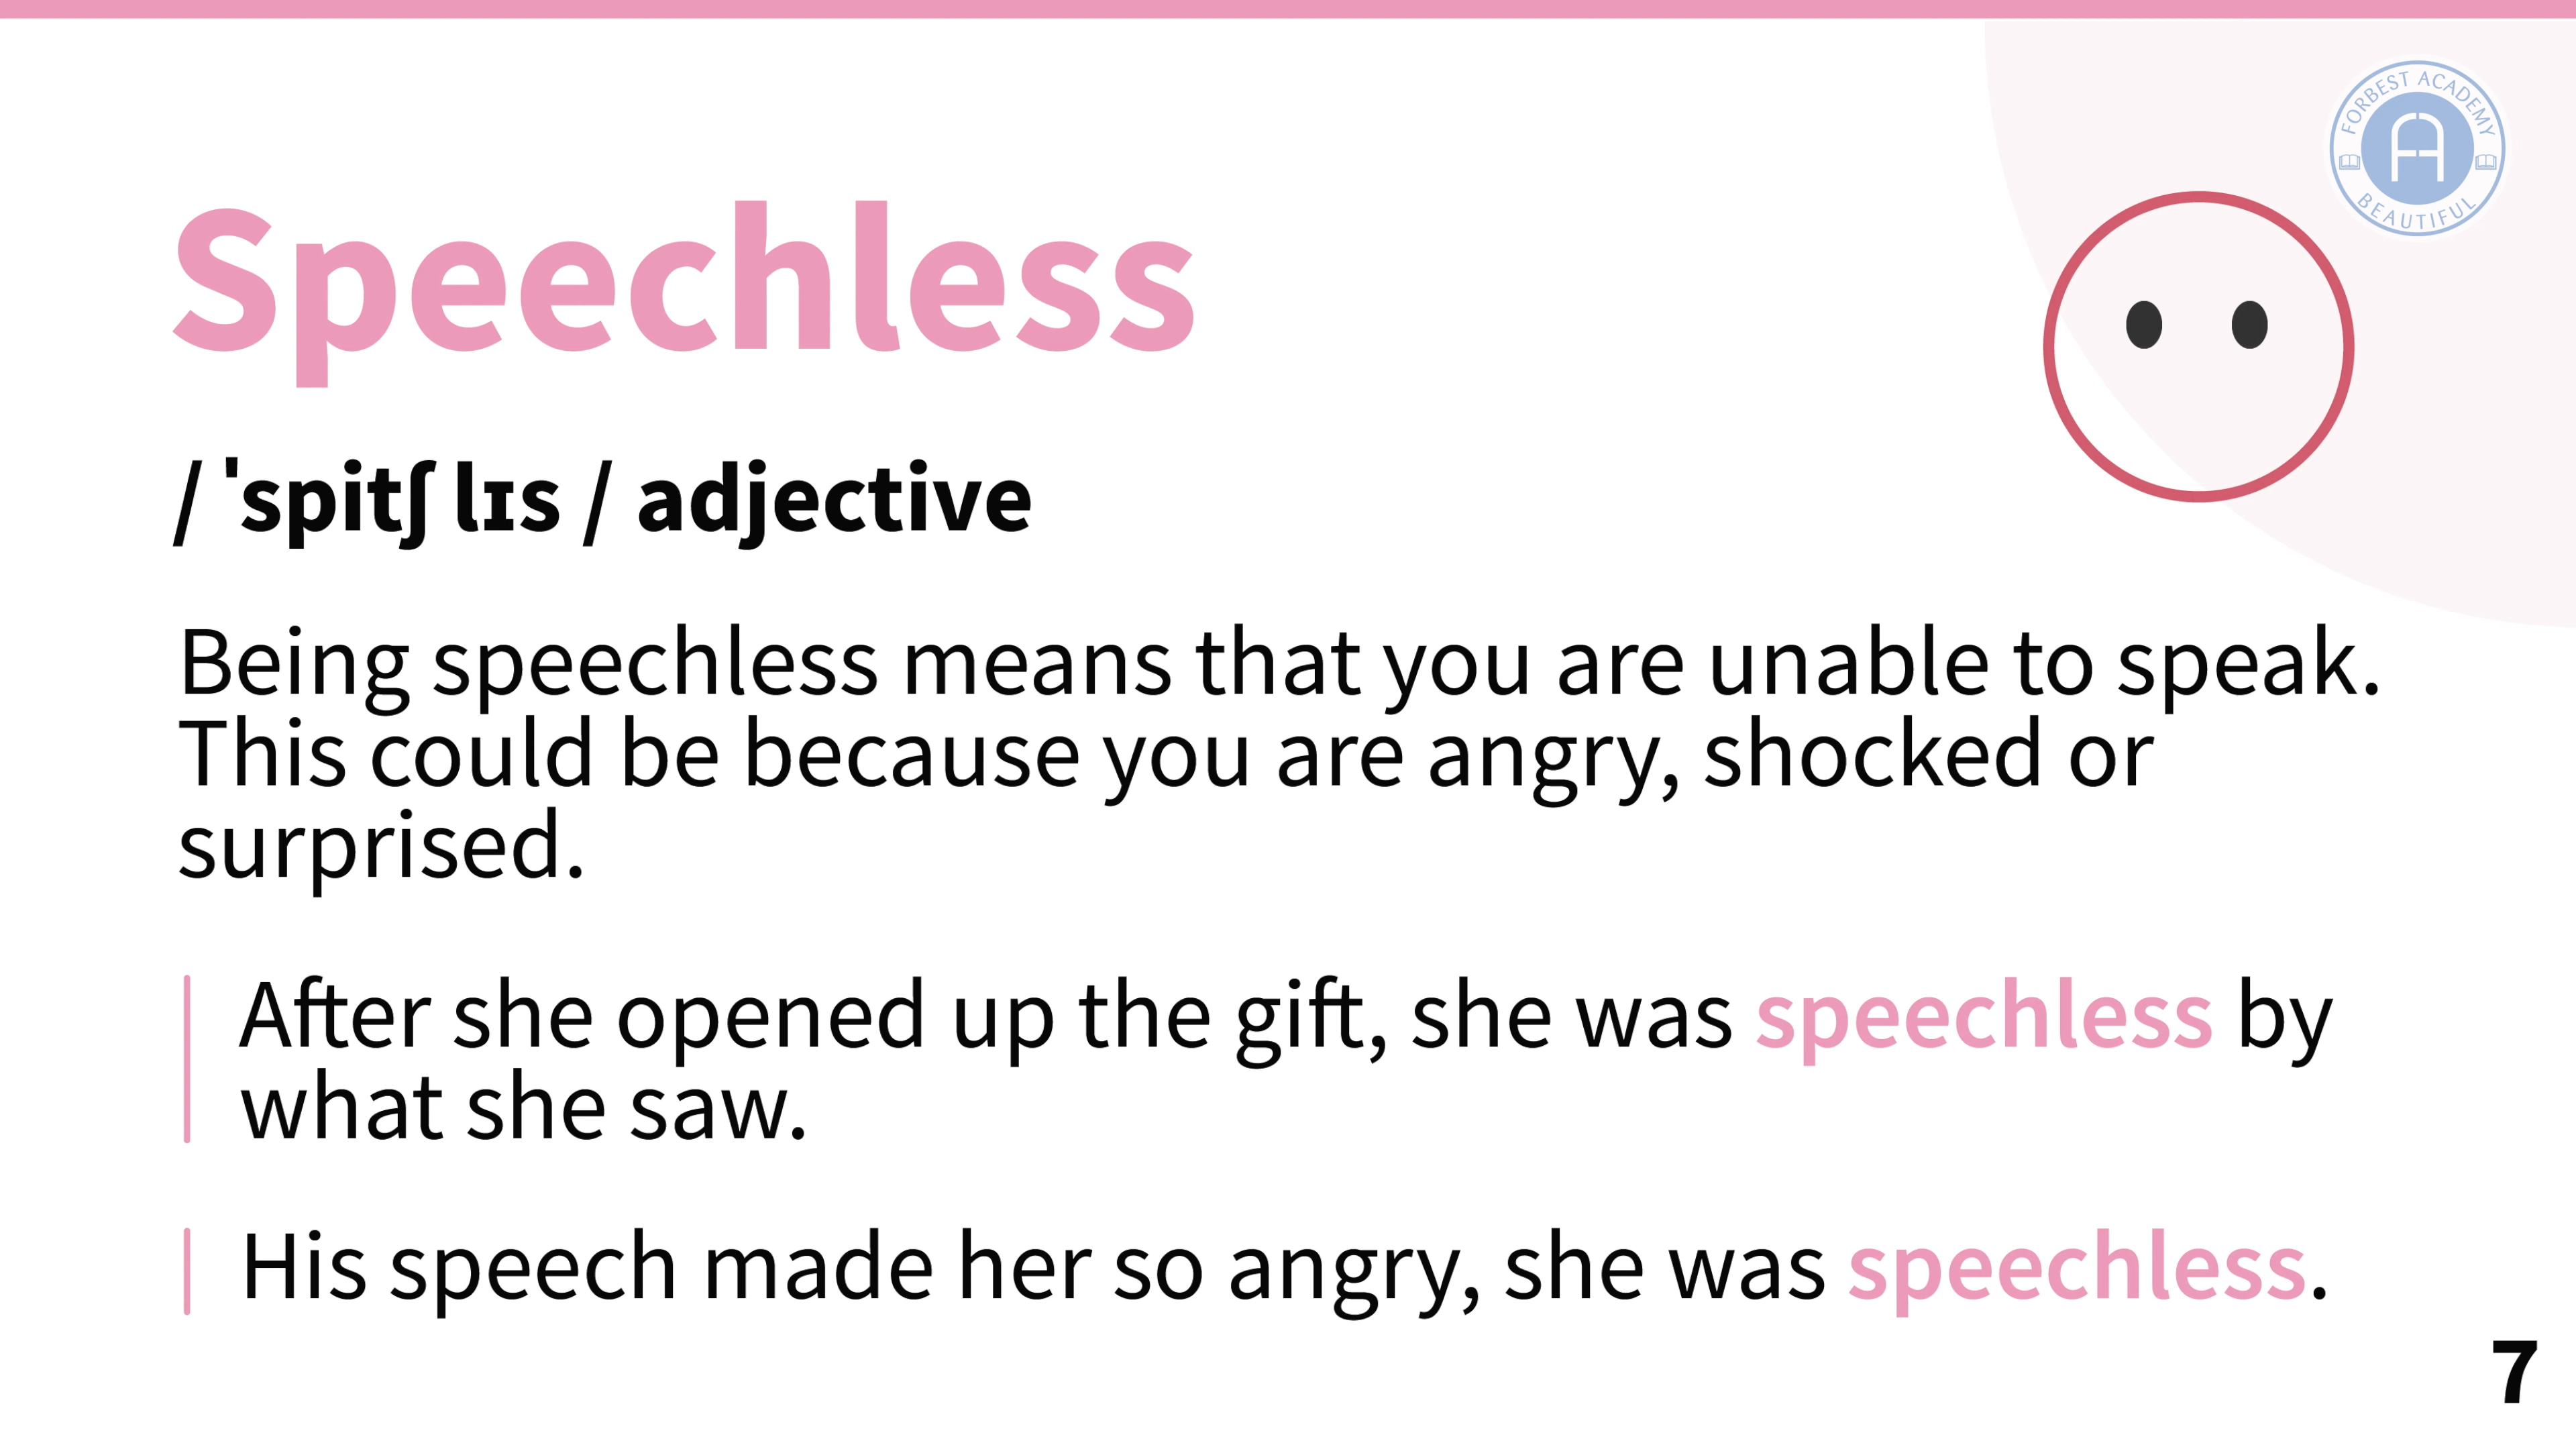 FORBEST ACADEMY
A
BEAUTIFUL
Speechless
/ ˈspitʃ lɪs / adjective
Being speechless means that you are unable to speak.
This could be because you are angry, shocked or
surprised.
After she opened up the gift, she was speechless by
what she saw.
His speech made her so angry, she was speechless.
7